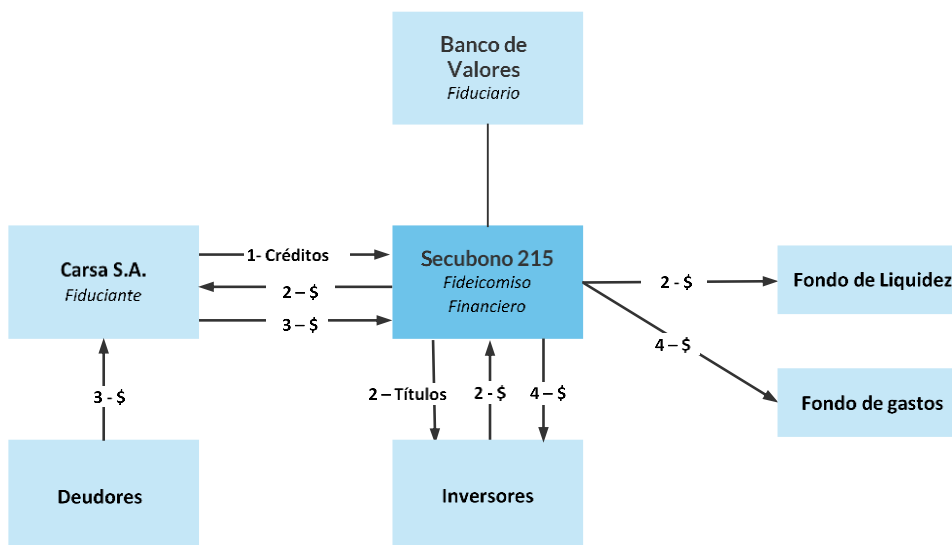 Banco de
Valores
Fiduciario
Carsa S.A.
Fiduciante
1- Créditos
2 – $
3 – $
Secubono 215
Fideicomiso
Financiero
2 - $
Fondo de Liquidez
4 – $
Fondo de gastos
3 - $
2 – Títulos
2 - $
4 – $
Deudores
Inversores